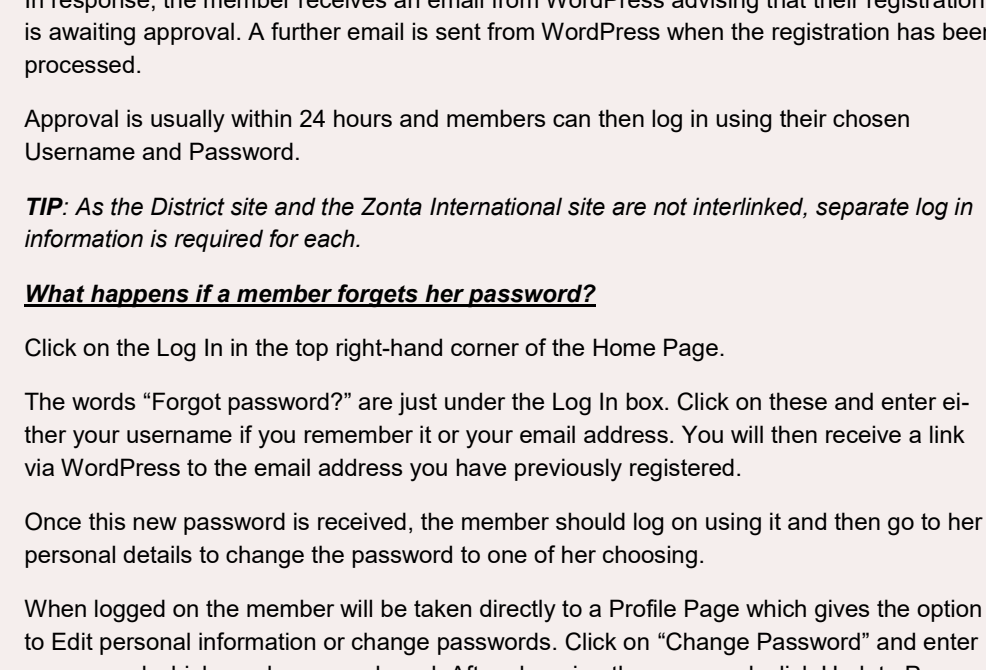 In response, the member receives an email from WordPress advising that their registration
is awaiting approval. A further email is sent from WordPress when the registration has been
processed.
Approval is usually within 24 hours and members can then log in using their chosen
Username and Password.
TIP: As the District site and the Zonta International site are not interlinked, separate log in
information is required for each.
What happens if a member forgets her password?
Click on the Log In in the top right-hand corner of the Home Page.
The words “Forgot password?” are just under the Log In box. Click on these and enter ei-
ther your username if you remember it or your email address. You will then receive a link
via WordPress to the email address you have previously registered.
Once this new password is received, the member should log on using it and then go to her
personal details to change the password to one of her choosing.
When logged on the member will be taken directly to a Profile Page which gives the option
to Edit personal information or change passwords. Click on “Change Password” and enter